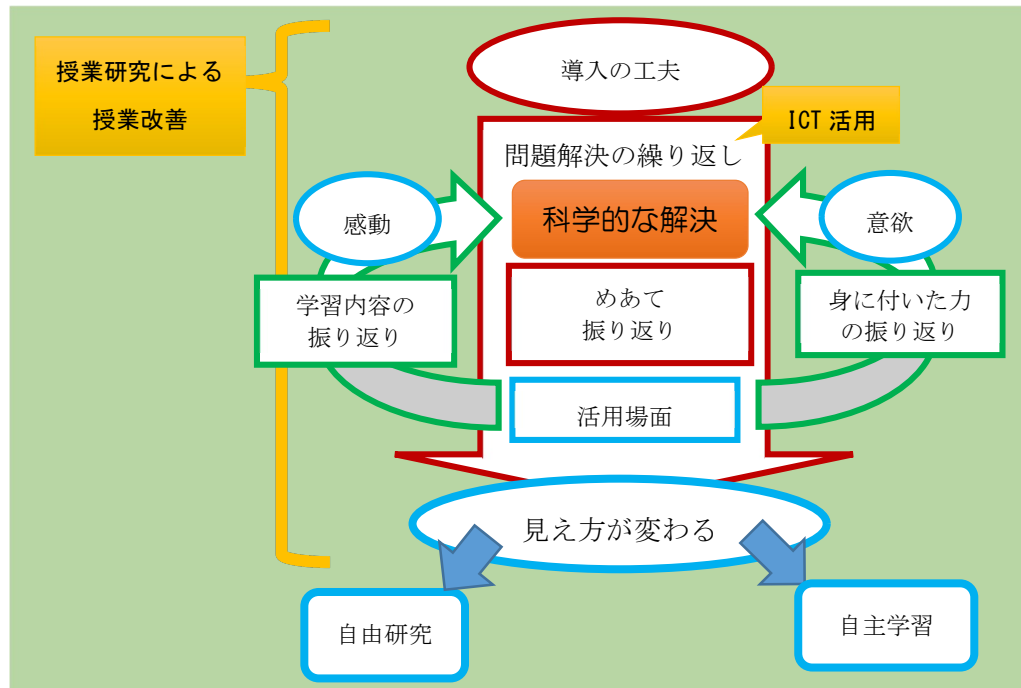 授業研究による
授業改善
導入の工夫
ICT 活用
問題解決の繰り返し
感動
科学的な解決
意欲
学習内容の
振り返り
めあて
振り返り
身に付いた力
の振り返り
活用場面
見え方が変わる
自由研究
自主学習